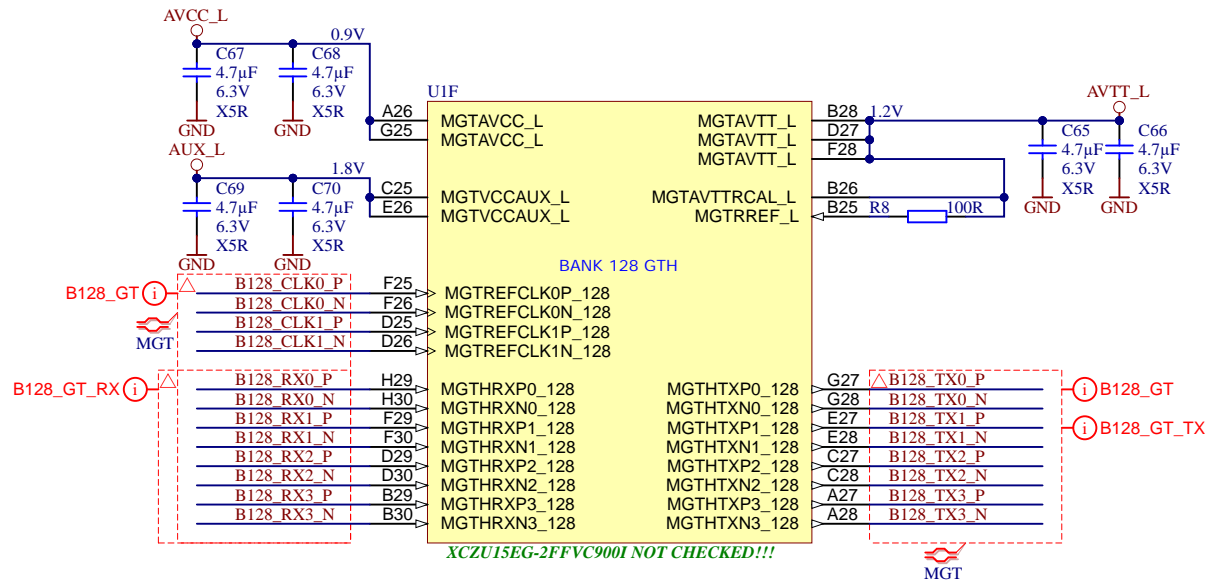 AVCC_L
0.9V
C67
4.7µF
6.3V
X5R
GND
C68
4.7µF
6.3V
X5R
GND
AUX_L
1.8V
C69
4.7µF
6.3V
X5R
GND
C70
4.7µF
6.3V
X5R
GND
U1F
A26 MGTAVCC_L
G25 MGTAVCC_L
C25 MGTVCCAUX_L
E26 MGTVCCAUX_L
MGTAVTT_L B28 1.2V
MGTAVTT_L D27
MGTAVTT_L F28
MGTAVTTRCAL_L B26
MGTRREF_L B25 R8 100R
AVTT_L
C65
4.7µF
6.3V
X5R
GND
C66
4.7µF
6.3V
X5R
GND
BANK 128 GTH
B128_GT i
MGT
B128_CLK0_P F25 MGTREFCLK0P_128
B128_CLK0_N F26 MGTREFCLK0N_128
B128_CLK1_P D25 MGTREFCLK1P_128
B128_CLK1_N D26 MGTREFCLK1N_128
B128_GT_RX i
B128_RX0_P H29 MGTHRXP0_128
B128_RX0_N H30 MGTHRXN0_128
B128_RX1_P F29 MGTHRXP1_128
B128_RX1_N F30 MGTHRXN1_128
B128_RX2_P D29 MGTHRXP2_128
B128_RX2_N D30 MGTHRXN2_128
B128_RX3_P B29 MGTHRXP3_128
B128_RX3_N B30 MGTHRXN3_128
MGTHTXP0_128 G27 B128_TX0_P
MGTHTXN0_128 G28 B128_TX0_N
MGTHTXP1_128 E27 B128_TX1_P
MGTHTXN1_128 E28 B128_TX1_N
MGTHTXP2_128 C27 B128_TX2_P
MGTHTXN2_128 C28 B128_TX2_N
MGTHTXP3_128 A27 B128_TX3_P
MGTHTXN3_128 A28 B128_TX3_N
i B128_GT
i B128_GT_TX
MGT
XCZU15EG-2FFVC900I NOT CHECKED!!!